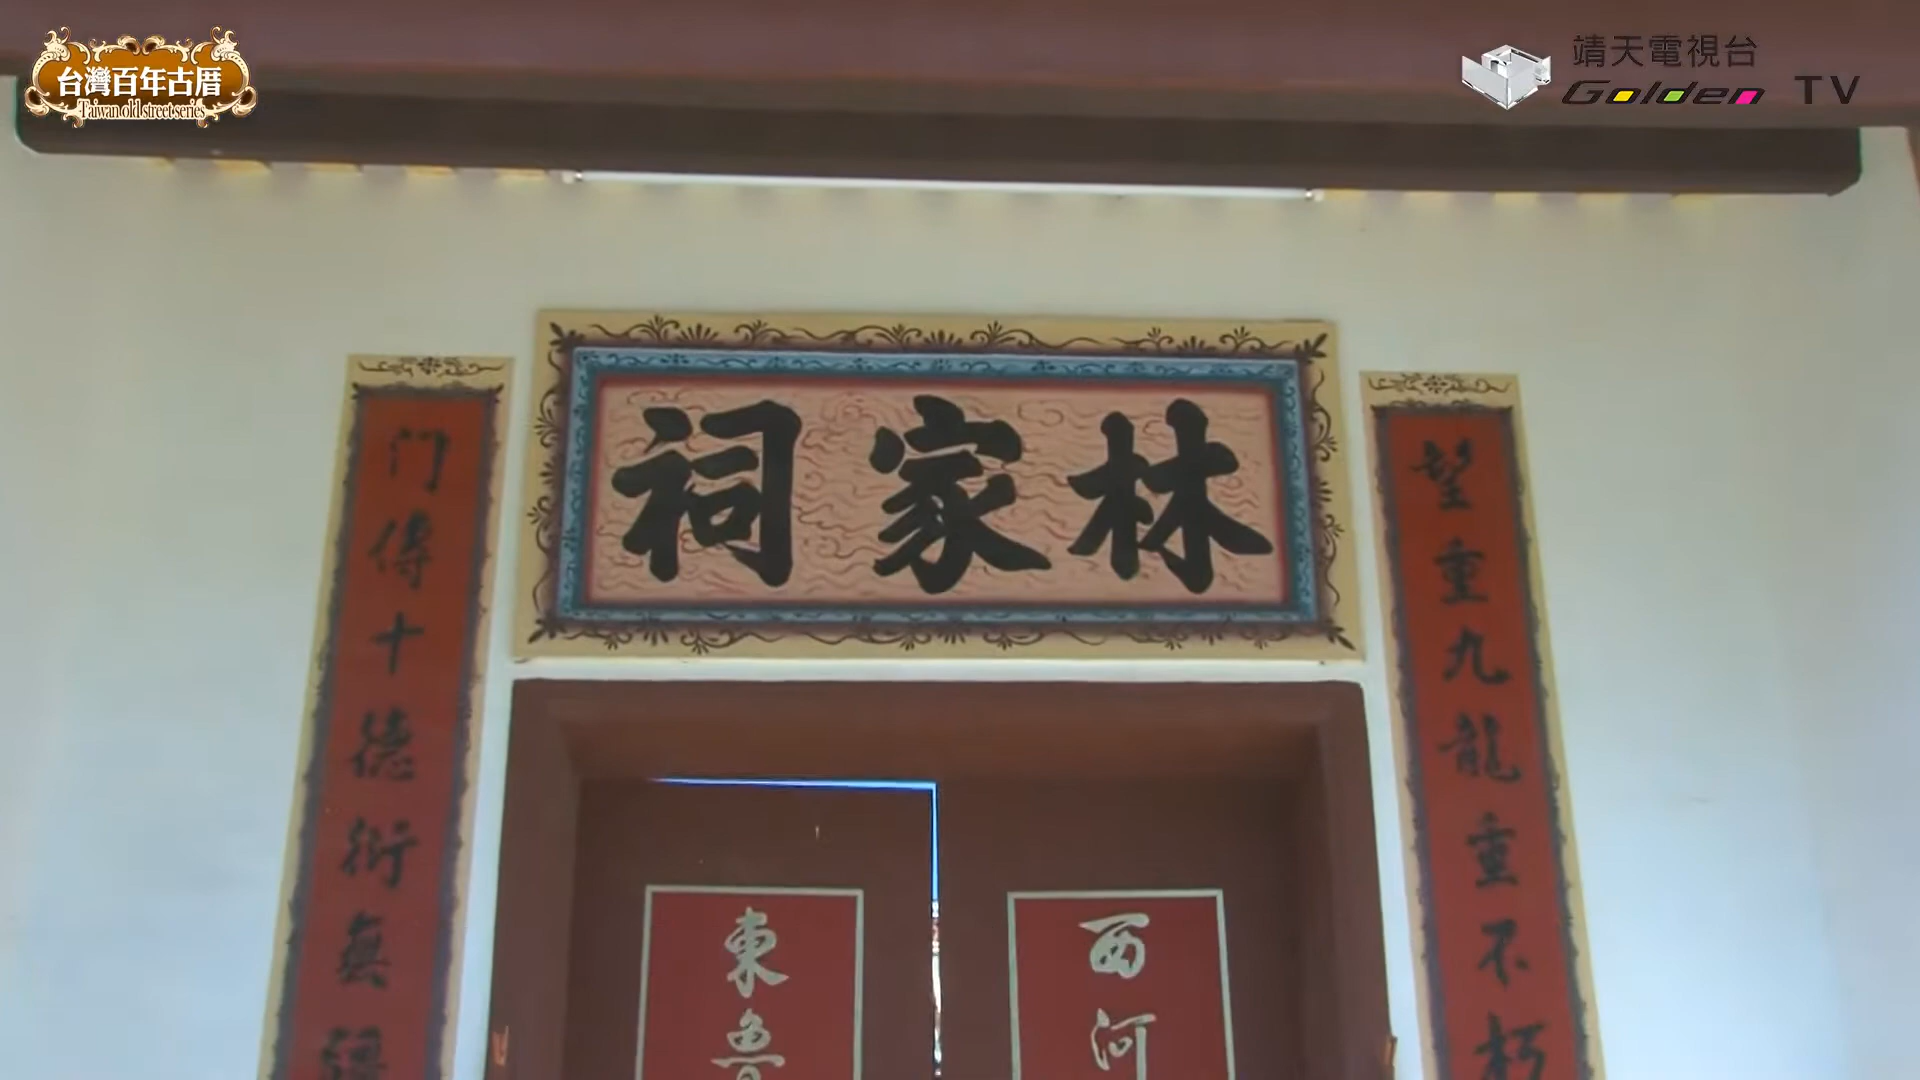 台灣百年古厝
Taiwan old street series
靖天電視台
Golden TV
林家祠
望重九龍重不朽
门傳十德衍無
西河
東魯